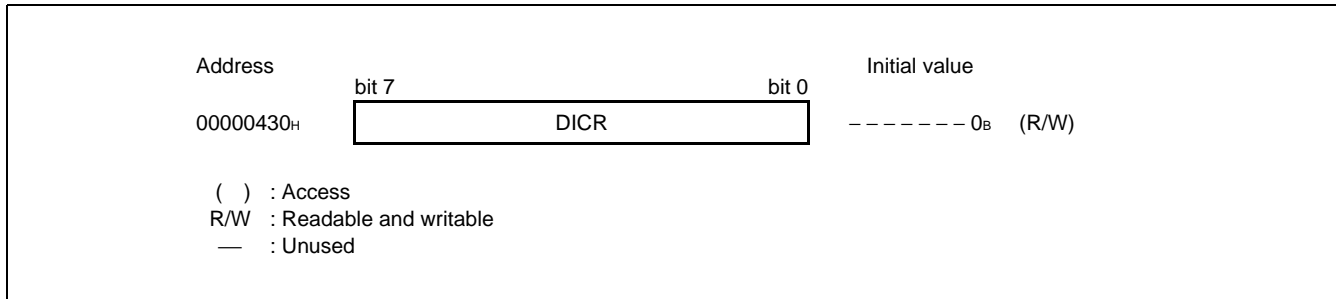 Address Initial value
bit 7 bit 0
00000430H DICR – – – – – – – 0B (R/W)
( ) : Access
R/W : Readable and writable
— : Unused